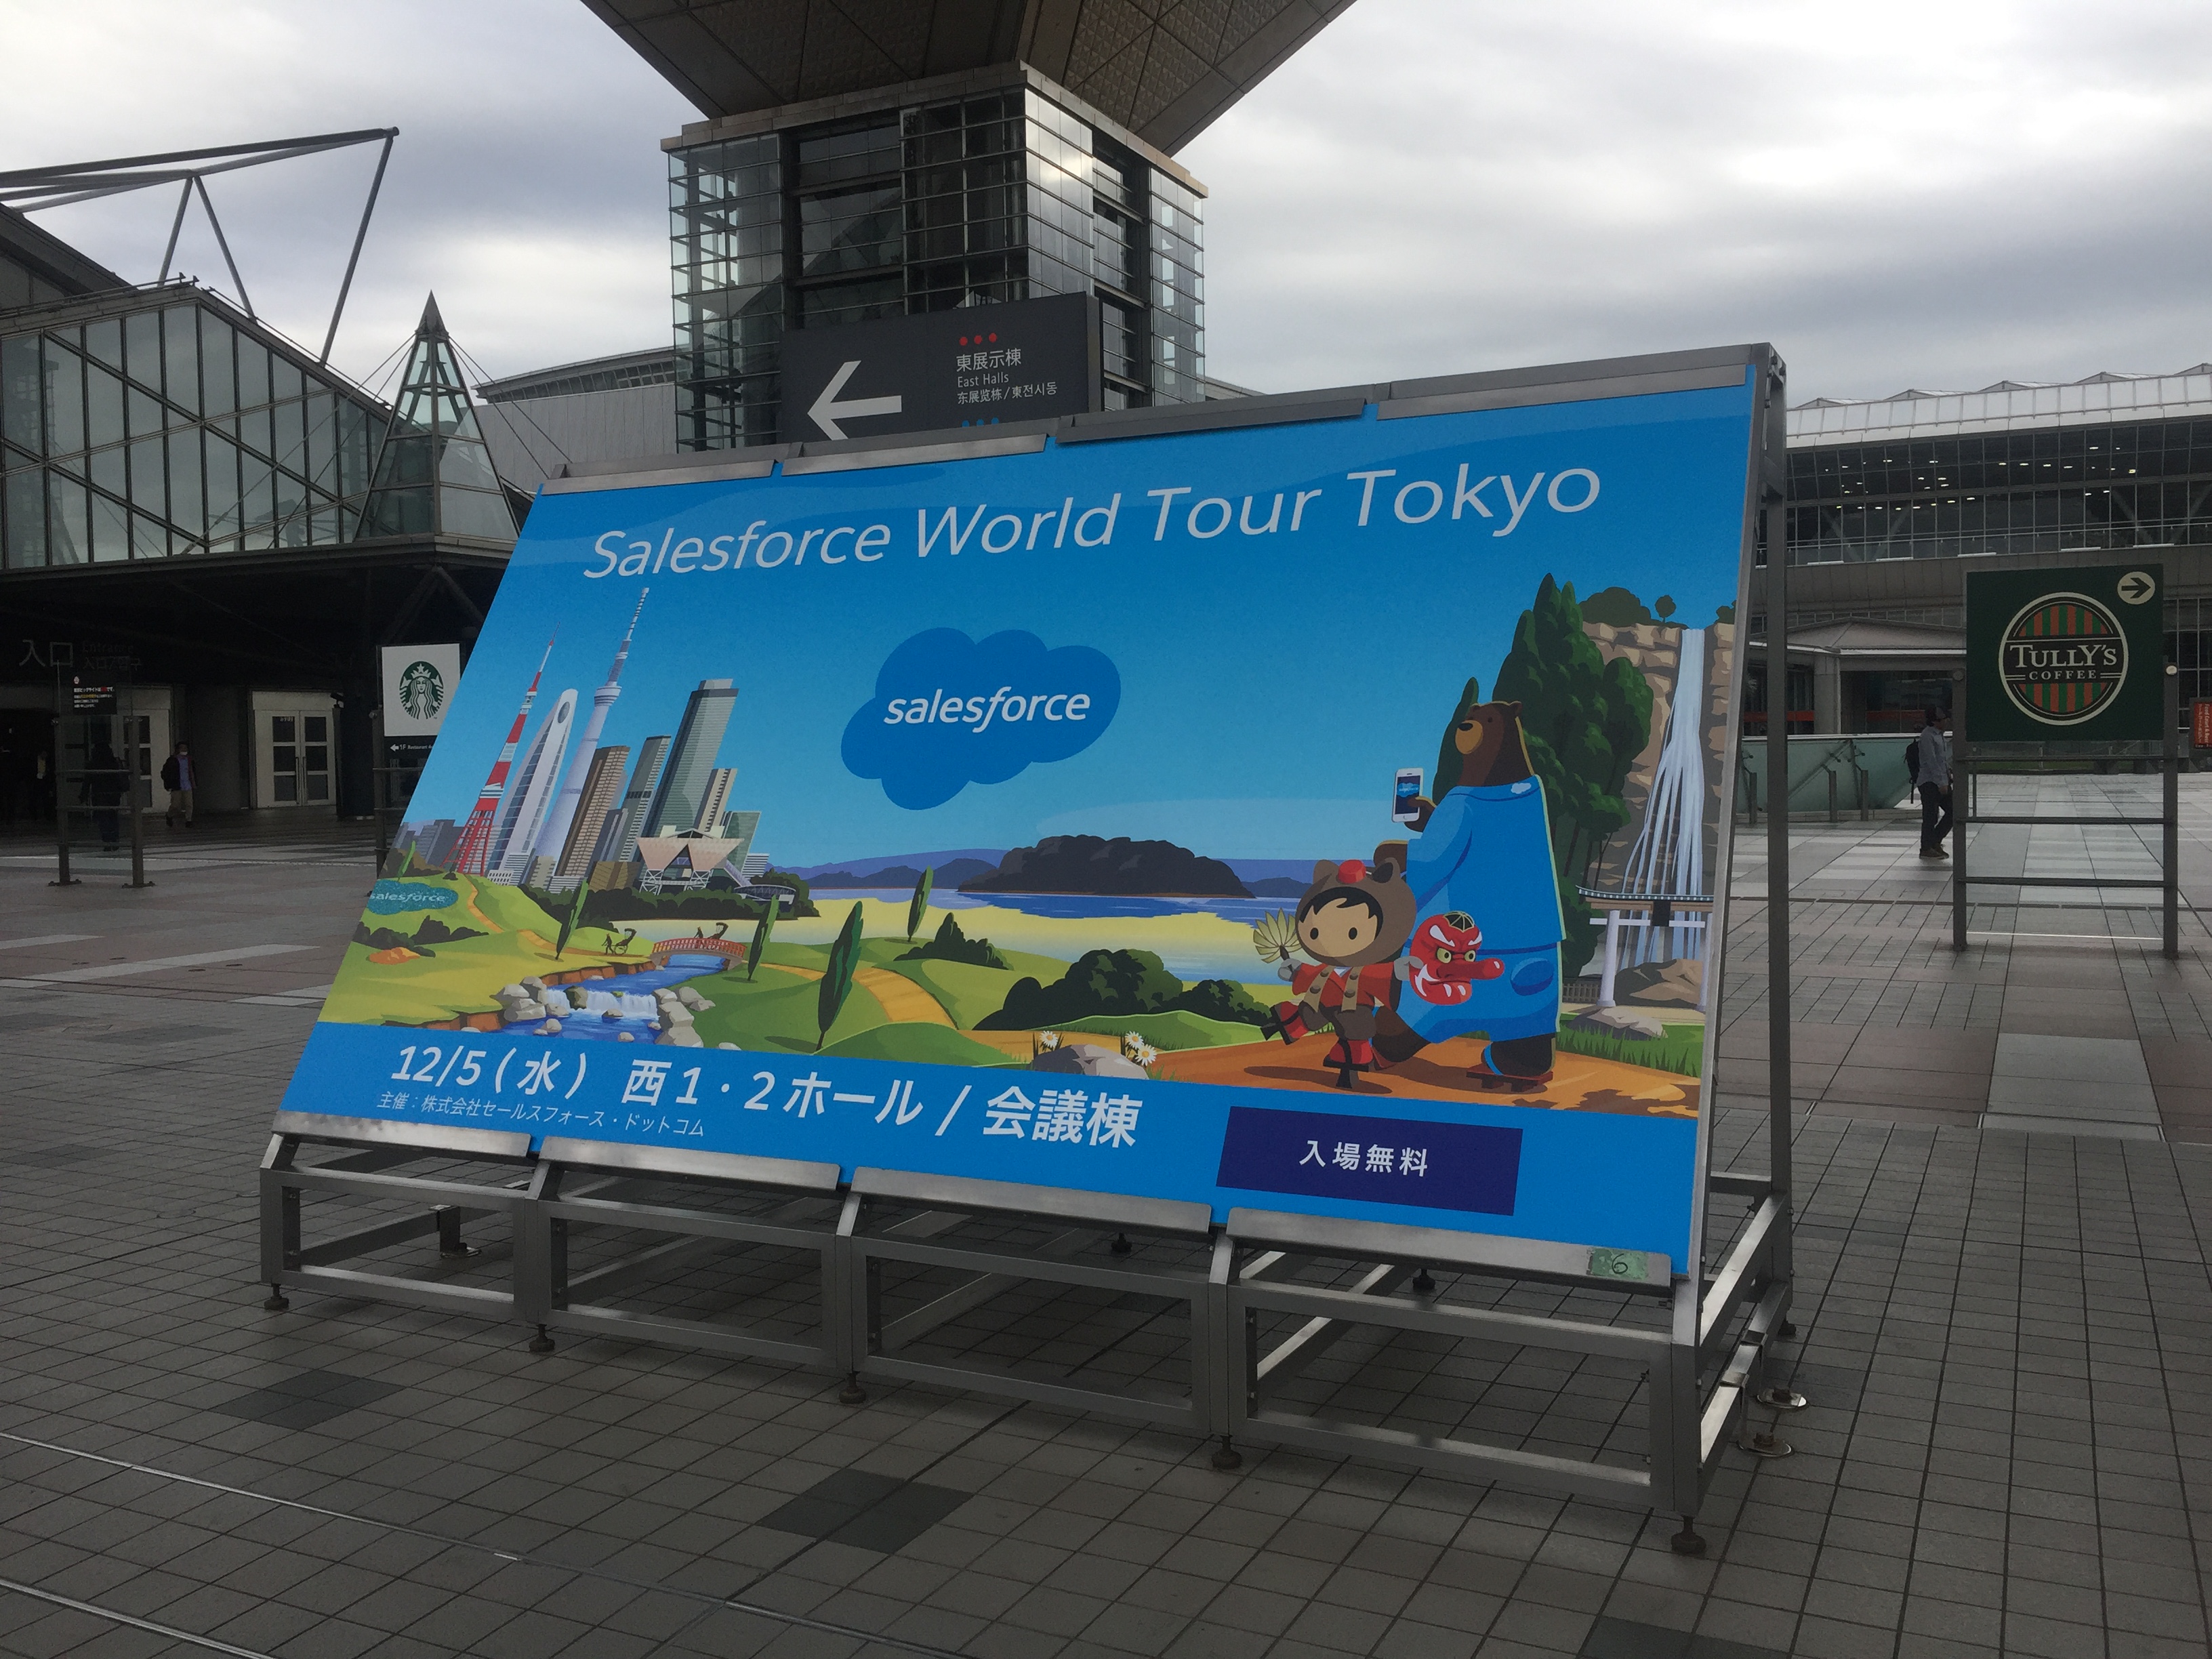 東展示棟
East Halls
东展览栋/東전시동
Salesforce World Tour Tokyo
salesforce
salesforce
12/5 (水) 西1・2ホール / 会議棟
主催：株式会社セールスフォース・ドットコム
入場無料
6
入口
Entrance
TULLY'S
COFFEE